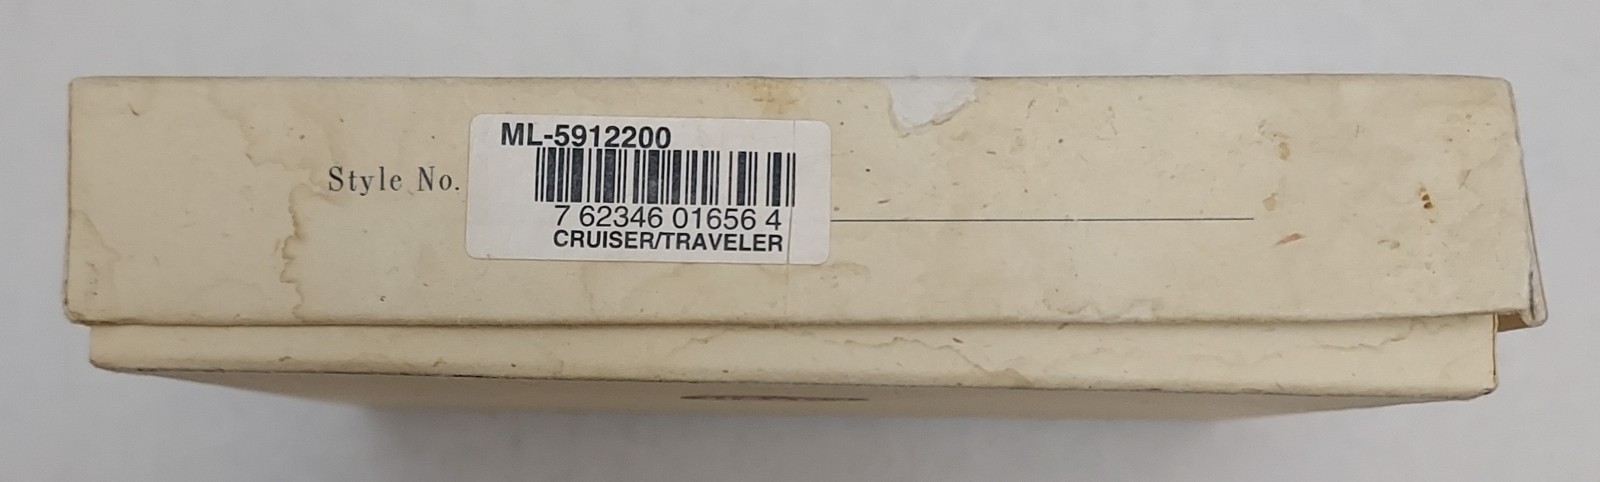 ML-5912200
Style No.
7 62346 01656 4
CRUISER/TRAVELER